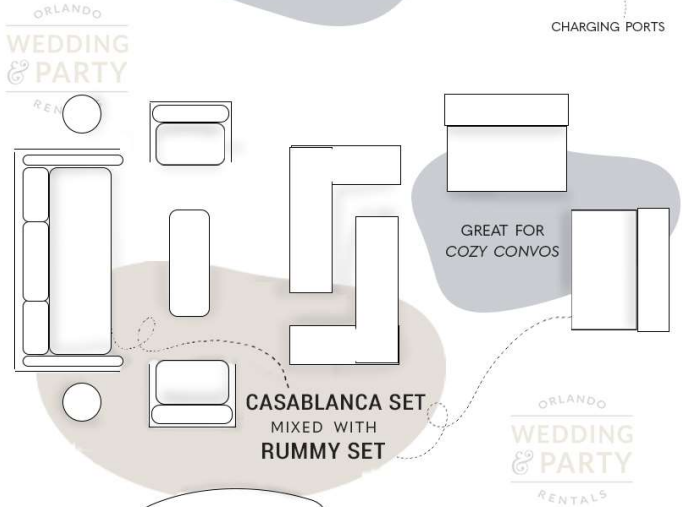 ORLANDO
WEDDING
& PARTY
REN
CHARGING PORTS
GREAT FOR
COZY CONVOS
CASABLANCA SET
MIXED WITH
RUMMY SET
ORLANDO
WEDDING
& PARTY
RENTALS